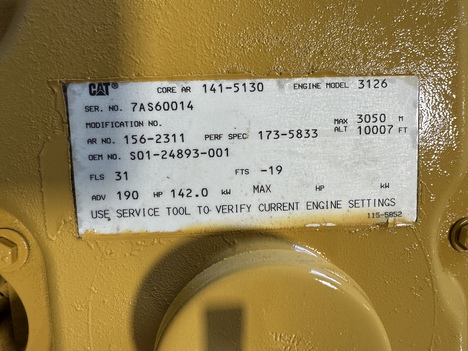 CAT® CORE AR 141-5130 ENGINE MODEL 3126
SER. NO. 7AS60014
MODIFICATION NO. MAX 3050 M
AR NO. 156-2311 PERF SPEC 173-5833 ALT 10007 FT
OEM NO. S01-24893-001
FLS 31 FTS -19
ADV 190 HP 142.0 kW MAX HP kW
USE SERVICE TOOL TO VERIFY CURRENT ENGINE SETTINGS
115-5852